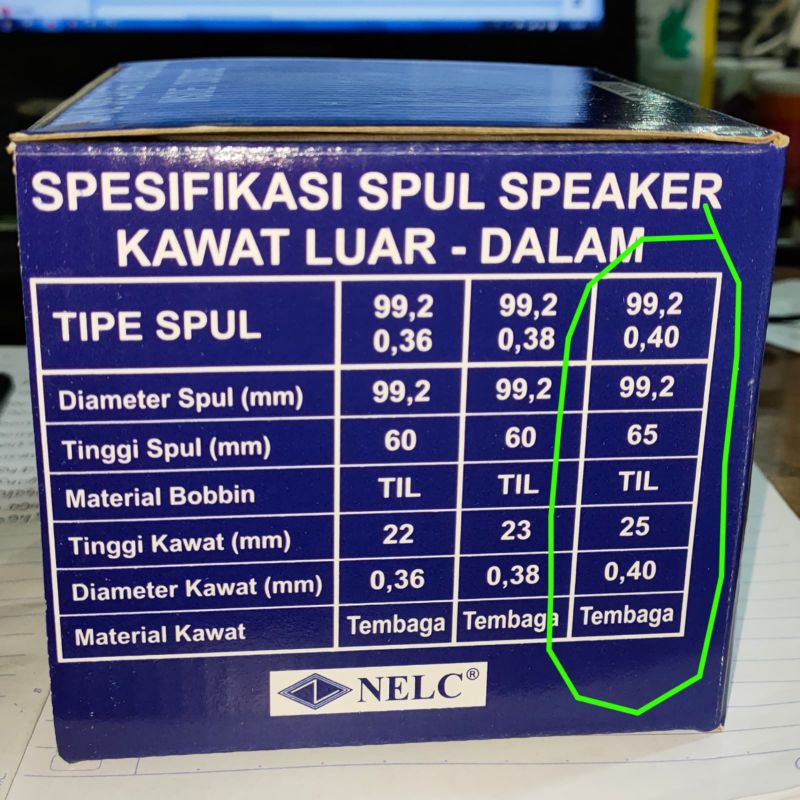 SPESIFIKASI SPUL SPEAKER
KAWAT LUAR - DALAM
TIPE SPUL 99,2 0,36 99,2 0,38 99,2 0,40
Diameter Spul (mm) 99,2 99,2 99,2
Tinggi Spul (mm) 60 60 65
Material Bobbin TIL TIL TIL
Tinggi Kawat (mm) 22 23 25
Diameter Kawat (mm) 0,36 0,38 0,40
Material Kawat Tembaga Tembaga Tembaga
NELC®